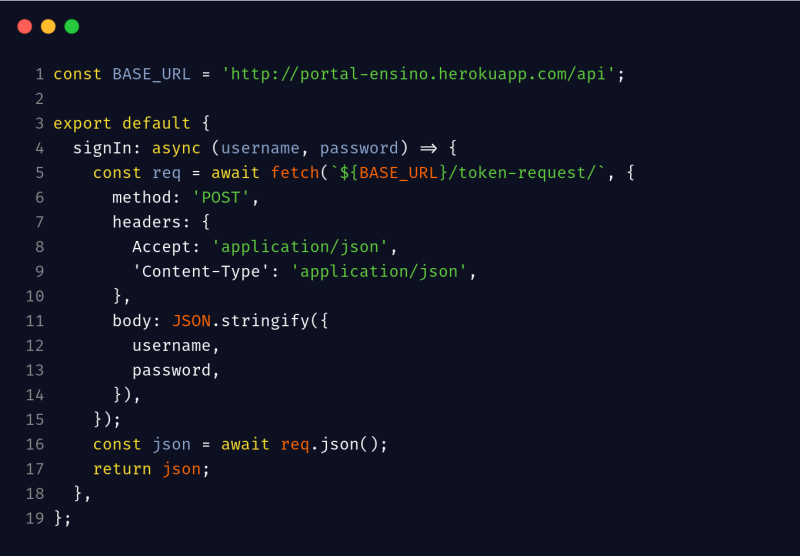 1 const BASE_URL = 'http://portal-ensino.herokuapp.com/api';
2
3 export default {
4   signIn: async (username, password) => {
5     const req = await fetch(`${BASE_URL}/token-request/`, {
6       method: 'POST',
7       headers: {
8         Accept: 'application/json',
9         'Content-Type': 'application/json',
10       },
11       body: JSON.stringify({
12         username,
13         password,
14       }),
15     });
16     const json = await req.json();
17     return json;
18   },
19 };